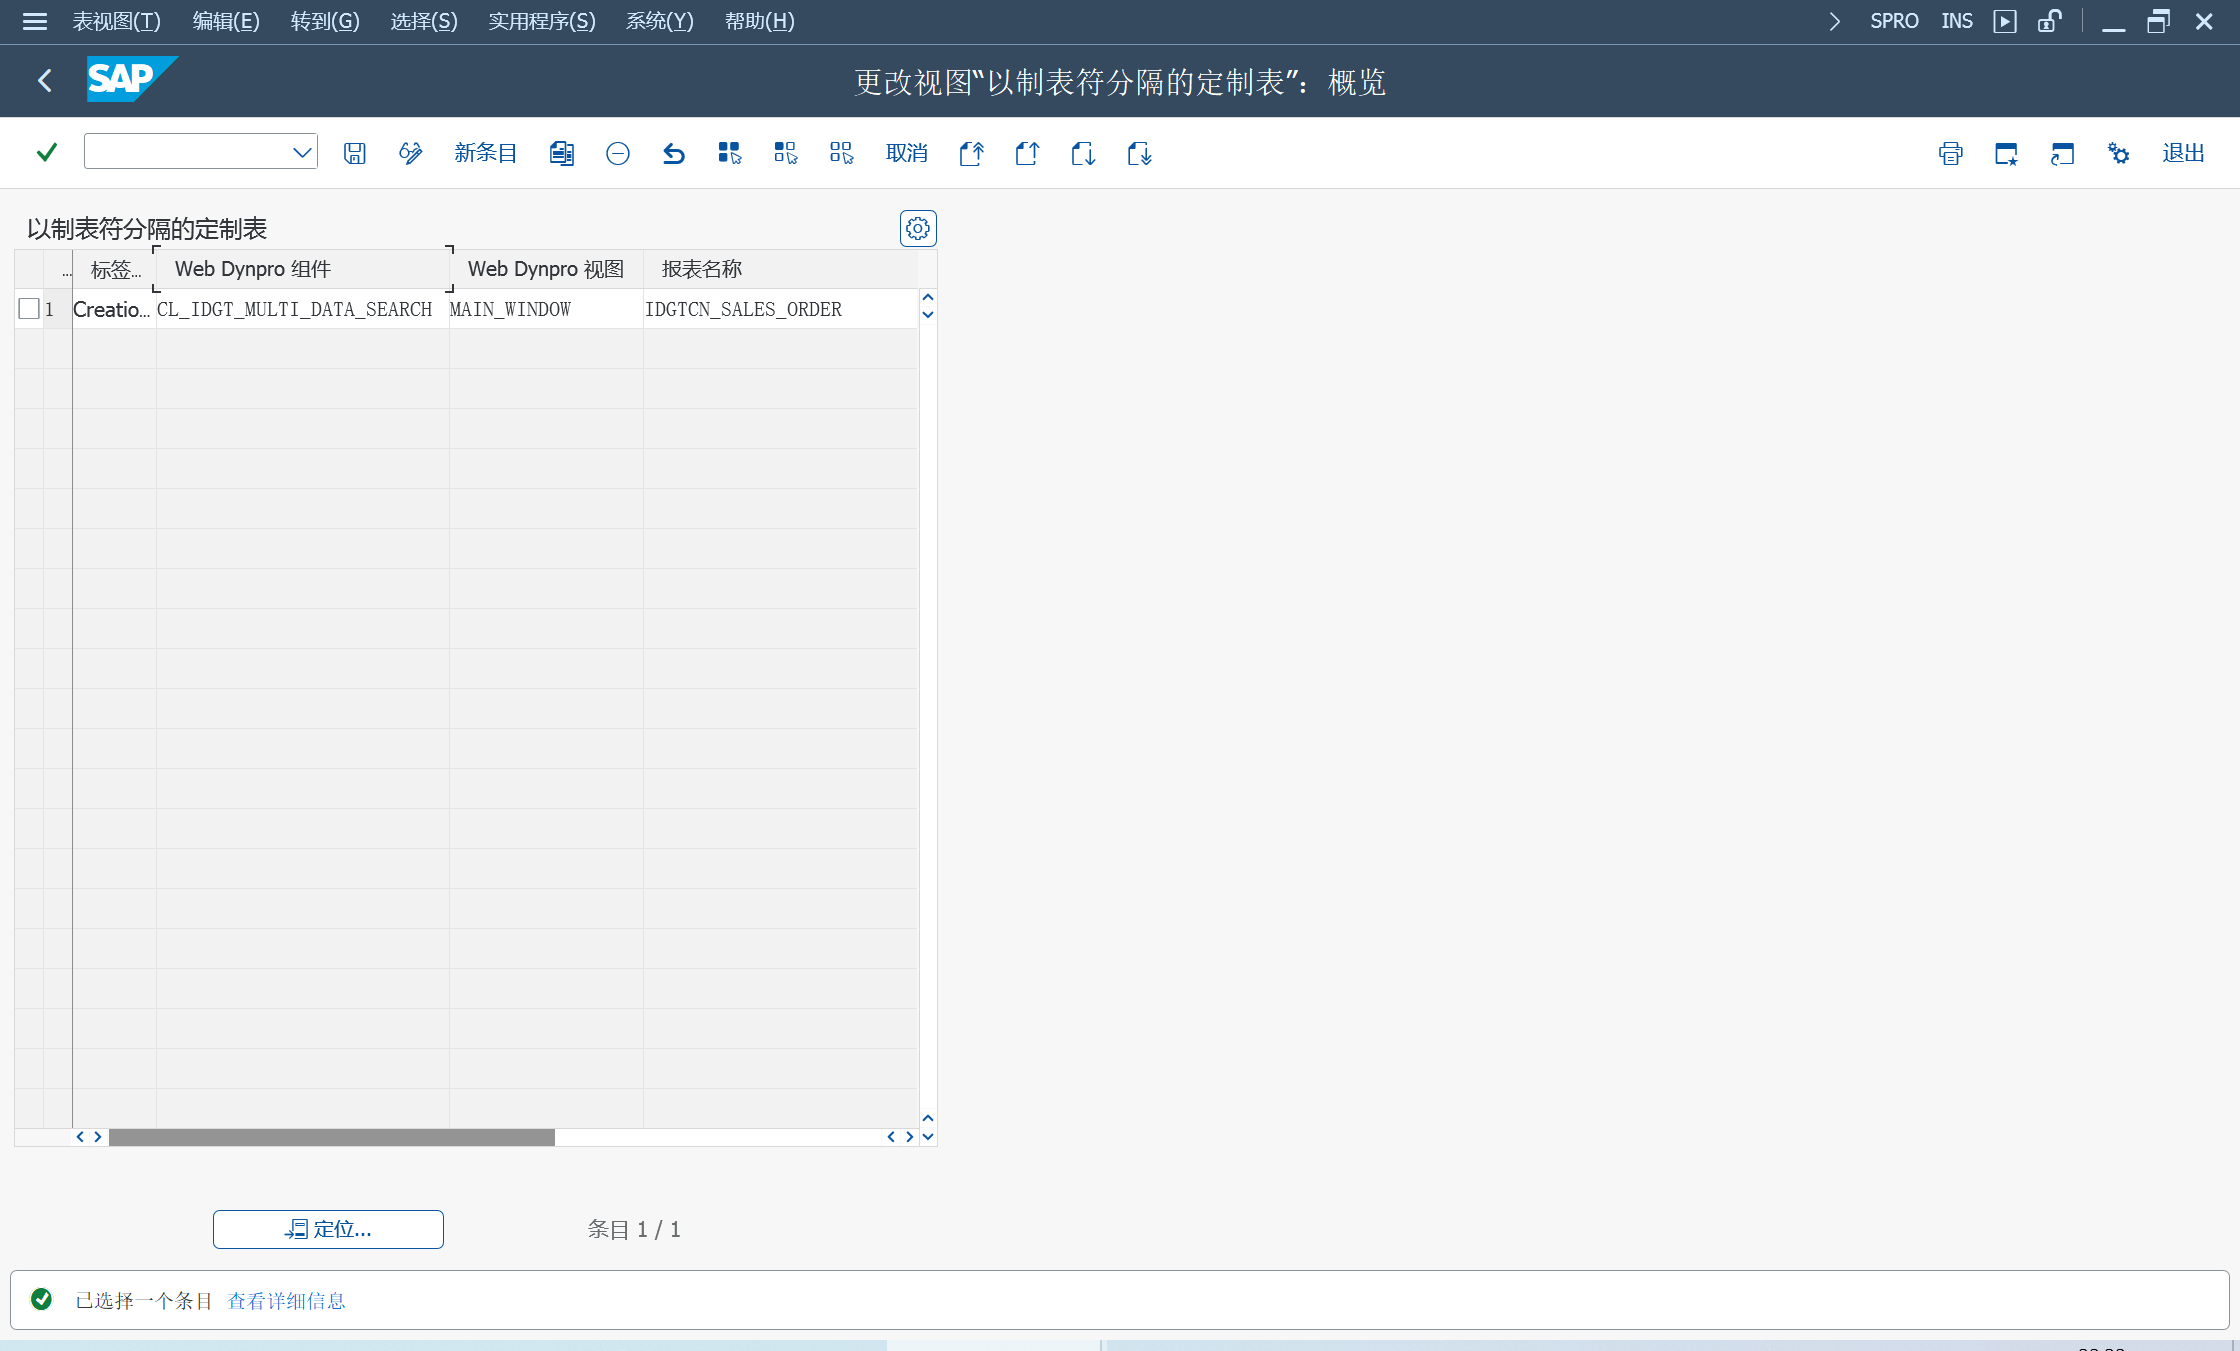 表视图(T) 编辑(E) 转到(G) 选择(S) 实用程序(S) 系统(Y) 帮助(H) SPRO INS
SAP 更改视图“以制表符分隔的定制表”：概览
新条目 取消 退出
以制表符分隔的定制表
... 标签... Web Dynpro 组件 Web Dynpro 视图 报表名称
1 Creatio... CL_IDGT_MULTI_DATA_SEARCH MAIN_WINDOW IDGTCN_SALES_ORDER
定位... 条目 1 / 1
已选择一个条目 查看详细信息